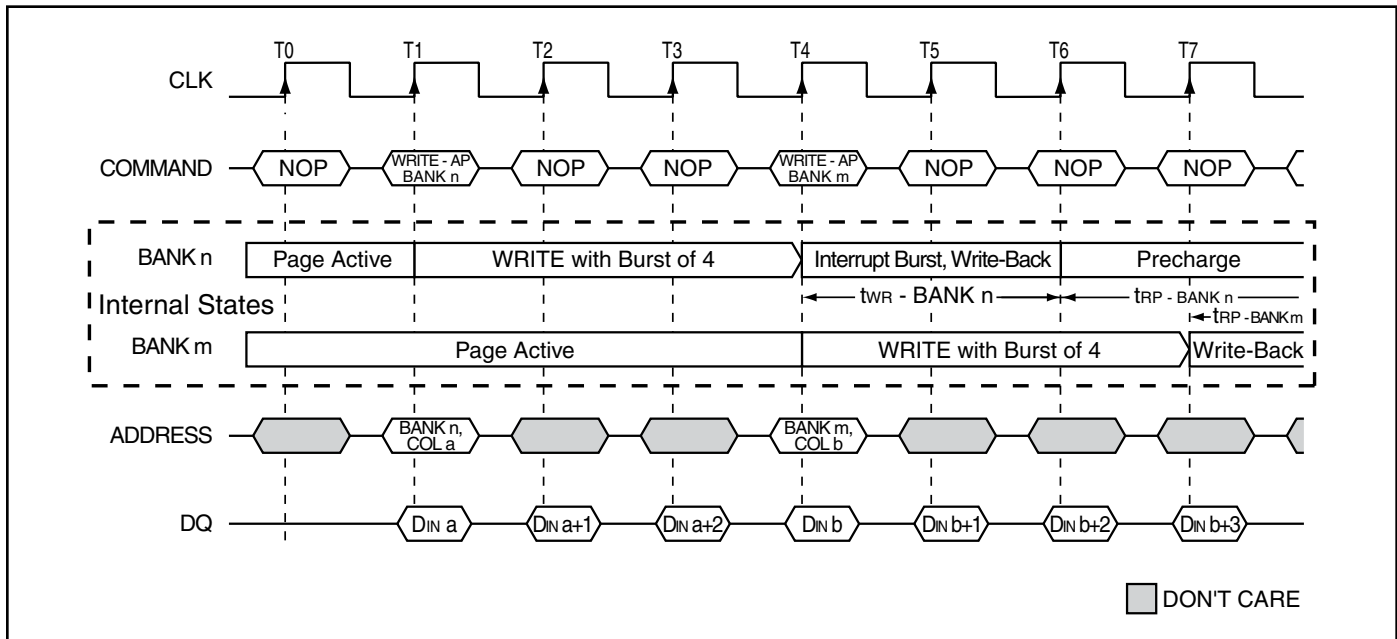 T0 T1 T2 T3 T4 T5 T6 T7
CLK
COMMAND NOP WRITE - AP BANK n NOP NOP WRITE - AP BANK m NOP NOP NOP
BANK n Page Active WRITE with Burst of 4 Interrupt Burst, Write-Back Precharge
tWR - BANK n tRP - BANK n
Internal States
tRP - BANK m
BANK m Page Active WRITE with Burst of 4 Write-Back
ADDRESS BANK n, COL a BANK m, COL b
DQ DIN a DIN a+1 DIN a+2 DIN b DIN b+1 DIN b+2 DIN b+3
DON'T CARE